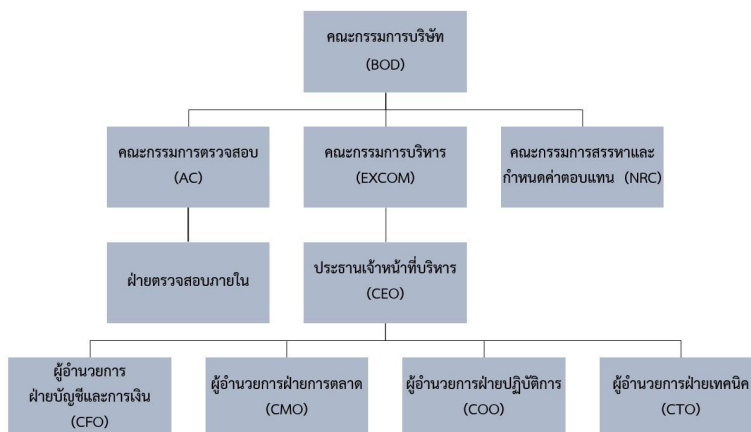 คณะกรรมการบริษัท
(BOD)
คณะกรรมการตรวจสอบ
(AC)
คณะกรรมการบริหาร
(EXCOM)
คณะกรรมการสรรหาและ
กำหนดค่าตอบแทน (NRC)
ฝ่ายตรวจสอบภายใน
ประธานเจ้าหน้าที่บริหาร
(CEO)
ผู้อำนวยการ
ฝ่ายบัญชีและการเงิน
(CFO)
ผู้อำนวยการฝ่ายการตลาด
(CMO)
ผู้อำนวยการฝ่ายปฏิบัติการ
(COO)
ผู้อำนวยการฝ่ายเทคนิค
(CTO)